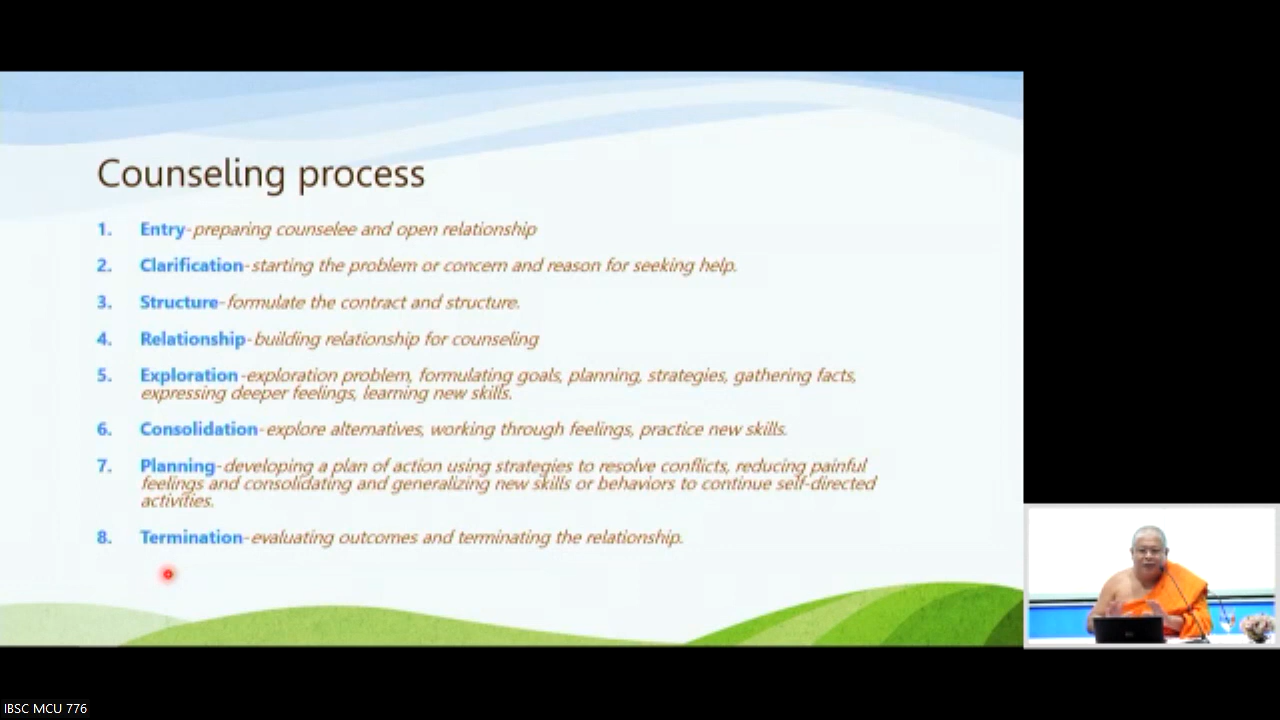 Counseling process
1. Entry-preparing counselee and open relationship
2. Clarification-starting the problem or concern and reason for seeking help.
3. Structure-formulate the contract and structure.
4. Relationship-building relationship for counseling
5. Exploration-exploration problem, formulating goals, planning, strategies, gathering facts,
expressing deeper feelings, learning new skills.
6. Consolidation-explore alternatives, working through feelings, practice new skills.
7. Planning-developing a plan of action using strategies to resolve conflicts, reducing painful
feelings and consolidating and generalizing new skills or behaviors to continue self-directed
activities.
8. Termination-evaluating outcomes and terminating the relationship.
IBSC MCU 776